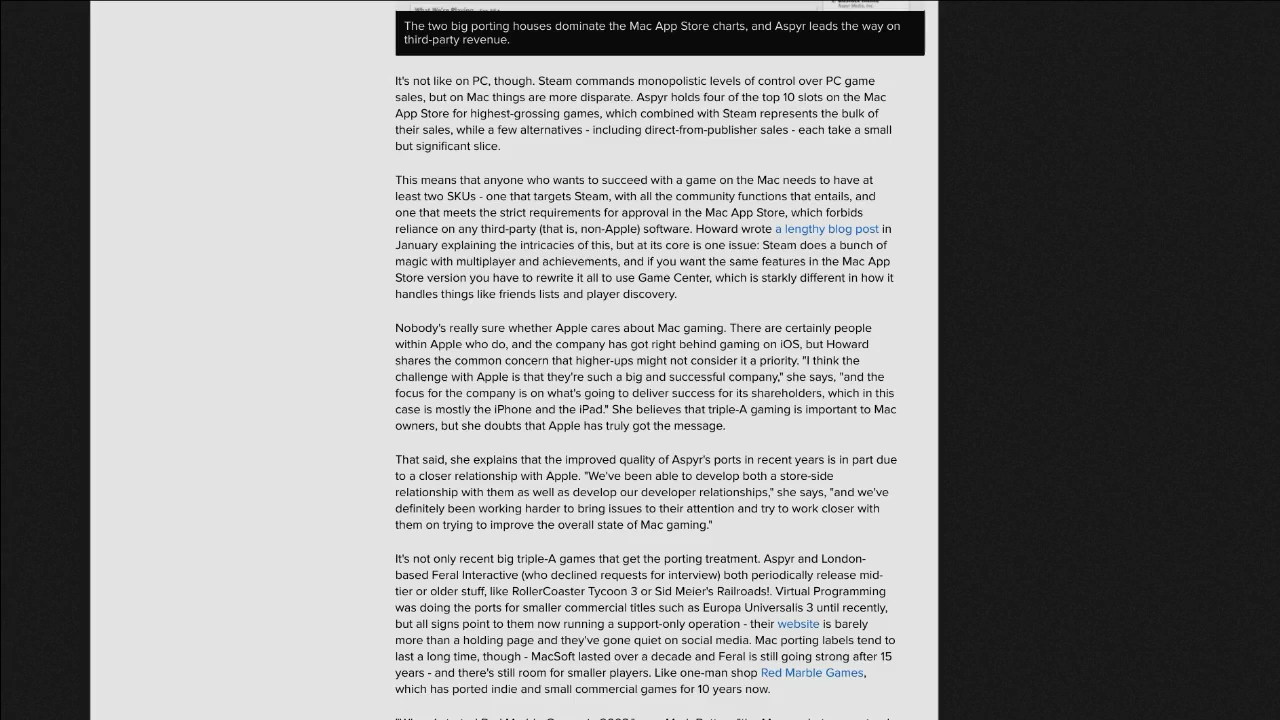 The two big porting houses dominate the Mac App Store charts, and Aspyr leads the way on
third-party revenue.
It's not like on PC, though. Steam commands monopolistic levels of control over PC game
sales, but on Mac things are more disparate. Aspyr holds four of the top 10 slots on the Mac
App Store for highest-grossing games, which combined with Steam represents the bulk of
their sales, while a few alternatives - including direct-from-publisher sales - each take a small
but significant slice.
This means that anyone who wants to succeed with a game on the Mac needs to have at
least two SKUs - one that targets Steam, with all the community functions that entails, and
one that meets the strict requirements for approval in the Mac App Store, which forbids
reliance on any third-party (that is, non-Apple) software. Howard wrote a lengthy blog post in
January explaining the intricacies of this, but at its core is one issue: Steam does a bunch of
magic with multiplayer and achievements, and if you want the same features in the Mac App
Store version you have to rewrite it all to use Game Center, which is starkly different in how it
handles things like friends lists and player discovery.
Nobody's really sure whether Apple cares about Mac gaming. There are certainly people
within Apple who do, and the company has got right behind gaming on iOS, but Howard
shares the common concern that higher-ups might not consider it a priority. "I think the
challenge with Apple is that they're such a big and successful company," she says, "and the
focus for the company is on what's going to deliver success for its shareholders, which in this
case is mostly the iPhone and the iPad." She believes that triple-A gaming is important to Mac
owners, but she doubts that Apple has truly got the message.
That said, she explains that the improved quality of Aspyr's ports in recent years is in part due
to a closer relationship with Apple. "We've been able to develop both a store-side
relationship with them as well as develop our developer relationships," she says, "and we've
definitely been working harder to bring issues to their attention and try to work closer with
them on trying to improve the overall state of Mac gaming."
It's not only recent big triple-A games that get the porting treatment. Aspyr and London-
based Feral Interactive (who declined requests for interview) both periodically release mid-
tier or older stuff, like RollerCoaster Tycoon 3 or Sid Meier's Railroads!. Virtual Programming
was doing the ports for smaller commercial titles such as Europa Universalis 3 until recently,
but all signs point to them now running a support-only operation - their website is barely
more than a holding page and they've gone quiet on social media. Mac porting labels tend to
last a long time, though - MacSoft lasted over a decade and Feral is still going strong after 15
years - and there's still room for smaller players. Like one-man shop Red Marble Games,
which has ported indie and small commercial games for 10 years now.